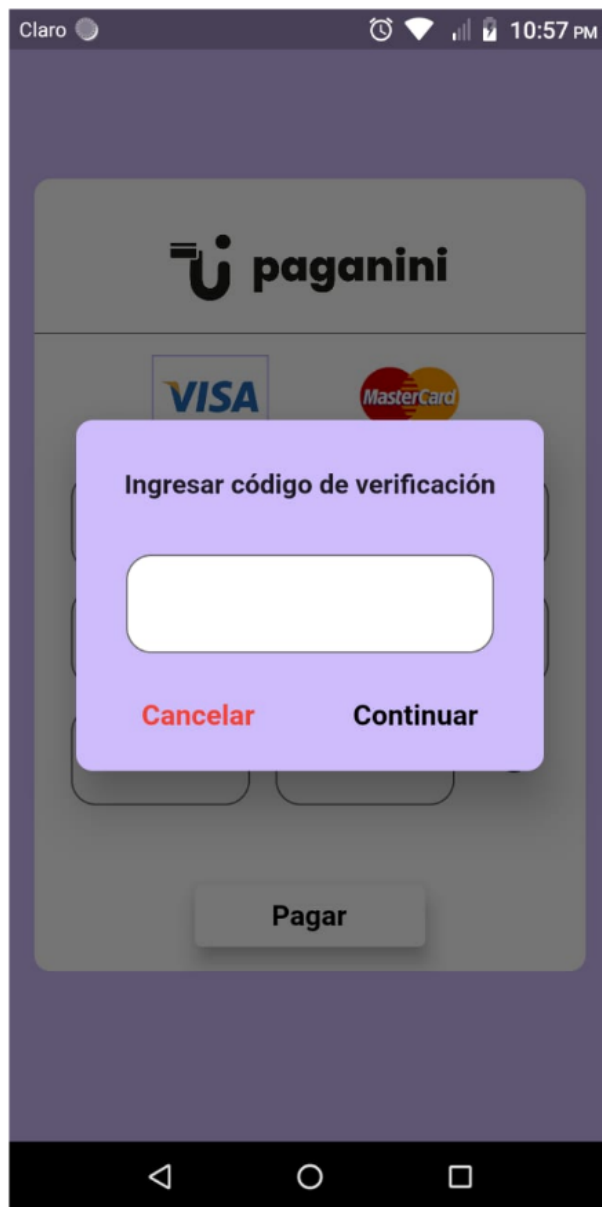 Claro 10:57 PM
paganini
VISA MasterCard
Ingresar código de verificación
Cancelar Continuar
Pagar